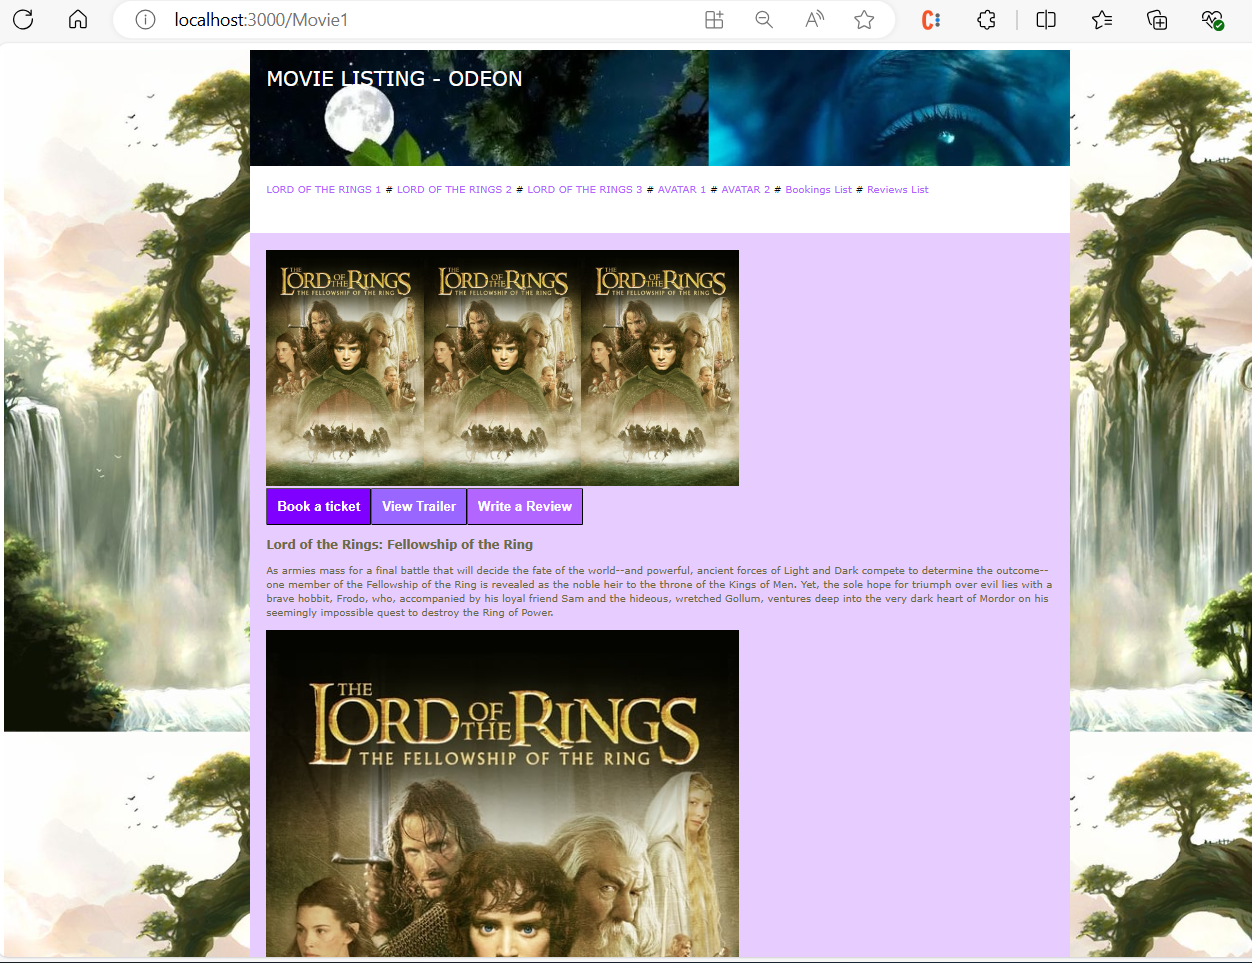 localhost:3000/Movie1
MOVIE LISTING - ODEON
LORD OF THE RINGS 1 # LORD OF THE RINGS 2 # LORD OF THE RINGS 3 # AVATAR 1 # AVATAR 2 # Bookings List # Reviews List
THE LORD OF THE RINGS THE LORD OF THE RINGS THE LORD OF THE RINGS
THE FELLOWSHIP OF THE RING THE FELLOWSHIP OF THE RING THE FELLOWSHIP OF THE RING
Book a ticket View Trailer Write a Review
Lord of the Rings: Fellowship of the Ring
As armies mass for a final battle that will decide the fate of the world--and powerful, ancient forces of Light and Dark compete to determine the outcome--
one member of the Fellowship of the Ring is revealed as the noble heir to the throne of the Kings of Men. Yet, the sole hope for triumph over evil lies with a
brave hobbit, Frodo, who, accompanied by his loyal friend Sam and the hideous, wretched Gollum, ventures deep into the very dark heart of Mordor on his
seemingly impossible quest to destroy the Ring of Power.
THE LORD OF THE RINGS
THE FELLOWSHIP OF THE RING